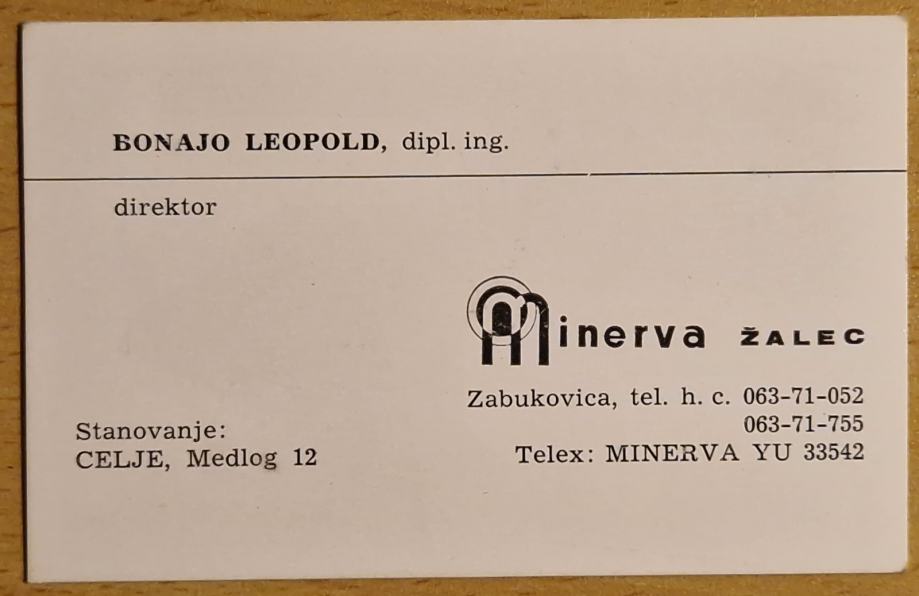 BONAJO LEOPOLD, dipl. ing.
direktor
Minerva ŽALEC
Zabukovica, tel. h. c. 063-71-052
063-71-755
Telex: MINERVA YU 33542
Stanovanje:
CELJE, Medlog 12